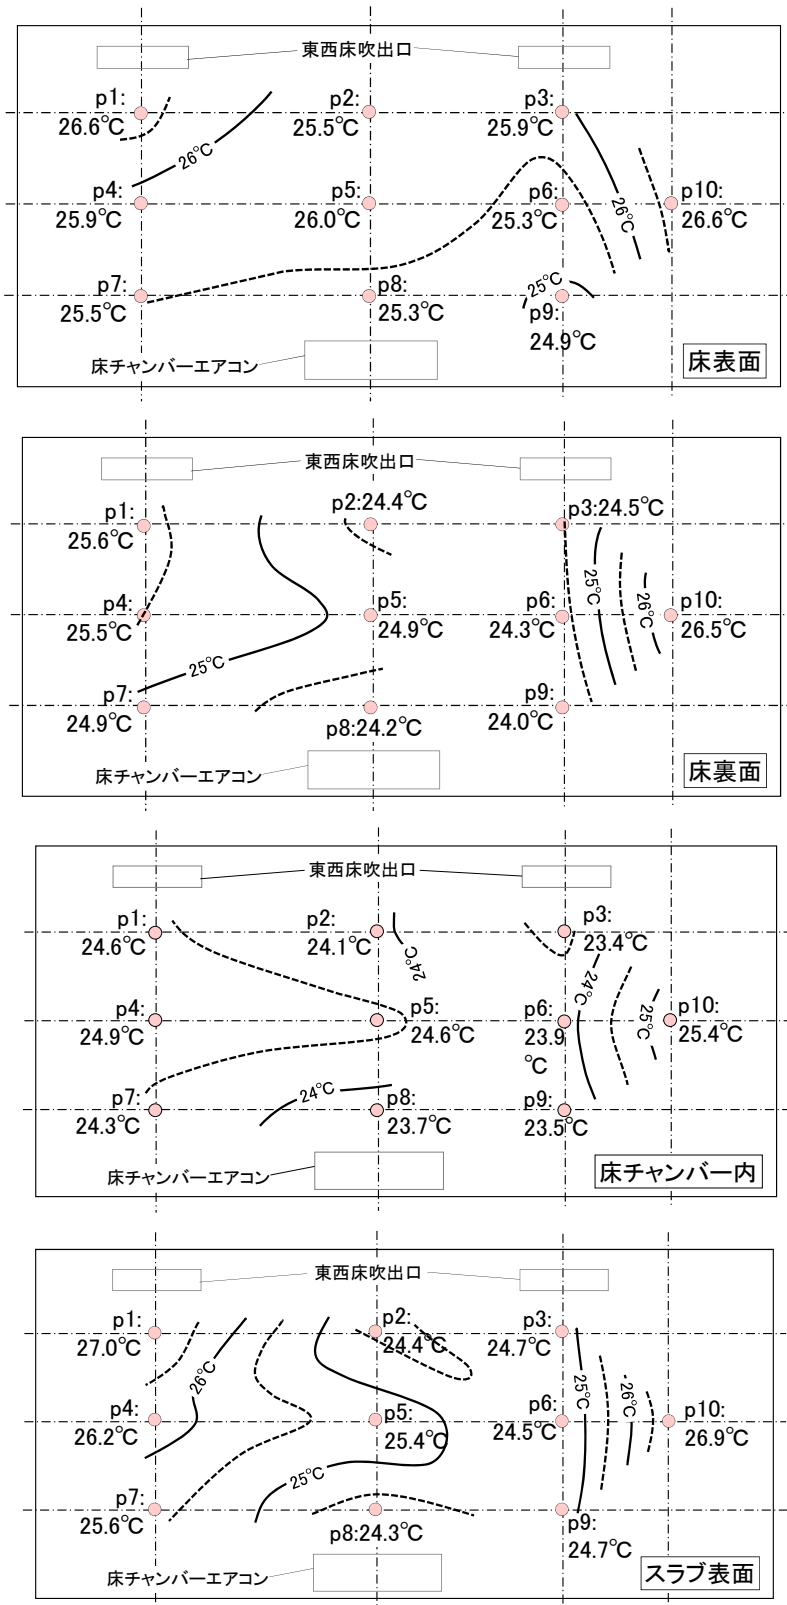 東西床吹出口
p1:
26.6℃
p2:
25.5℃
p3:
25.9℃
26℃
p4:
25.9℃
p5:
26.0℃
p6:
25.3℃
26℃
p10:
26.6℃
p7:
25.5℃
p8:
25.3℃
25℃
p9:
24.9℃
床チャンバーエアコン
床表面
東西床吹出口
p1:
25.6℃
p2:24.4℃
p3:24.5℃
p4:
25.5℃
p5:
24.9℃
p6:
24.3℃
25℃
26℃
p10:
26.5℃
25℃
p7:
24.9℃
p8:24.2℃
p9:
24.0℃
床チャンバーエアコン
床裏面
東西床吹出口
p1:
24.6℃
p2:
24.1℃
24℃
p3:
23.4℃
p4:
24.9℃
p5:
24.6℃
p6:
23.9
℃
24℃
25℃
p10:
25.4℃
p7:
24.3℃
24℃
p8:
23.7℃
p9:
23.5℃
床チャンバーエアコン
床チャンバー内
東西床吹出口
p1:
27.0℃
p2:
24.4℃
p3:
24.7℃
26℃
p4:
26.2℃
p5:
25.4℃
p6:
24.5℃
25℃
26℃
p10:
26.9℃
25℃
p7:
25.6℃
p8:24.3℃
p9:
24.7℃
床チャンバーエアコン
スラブ表面